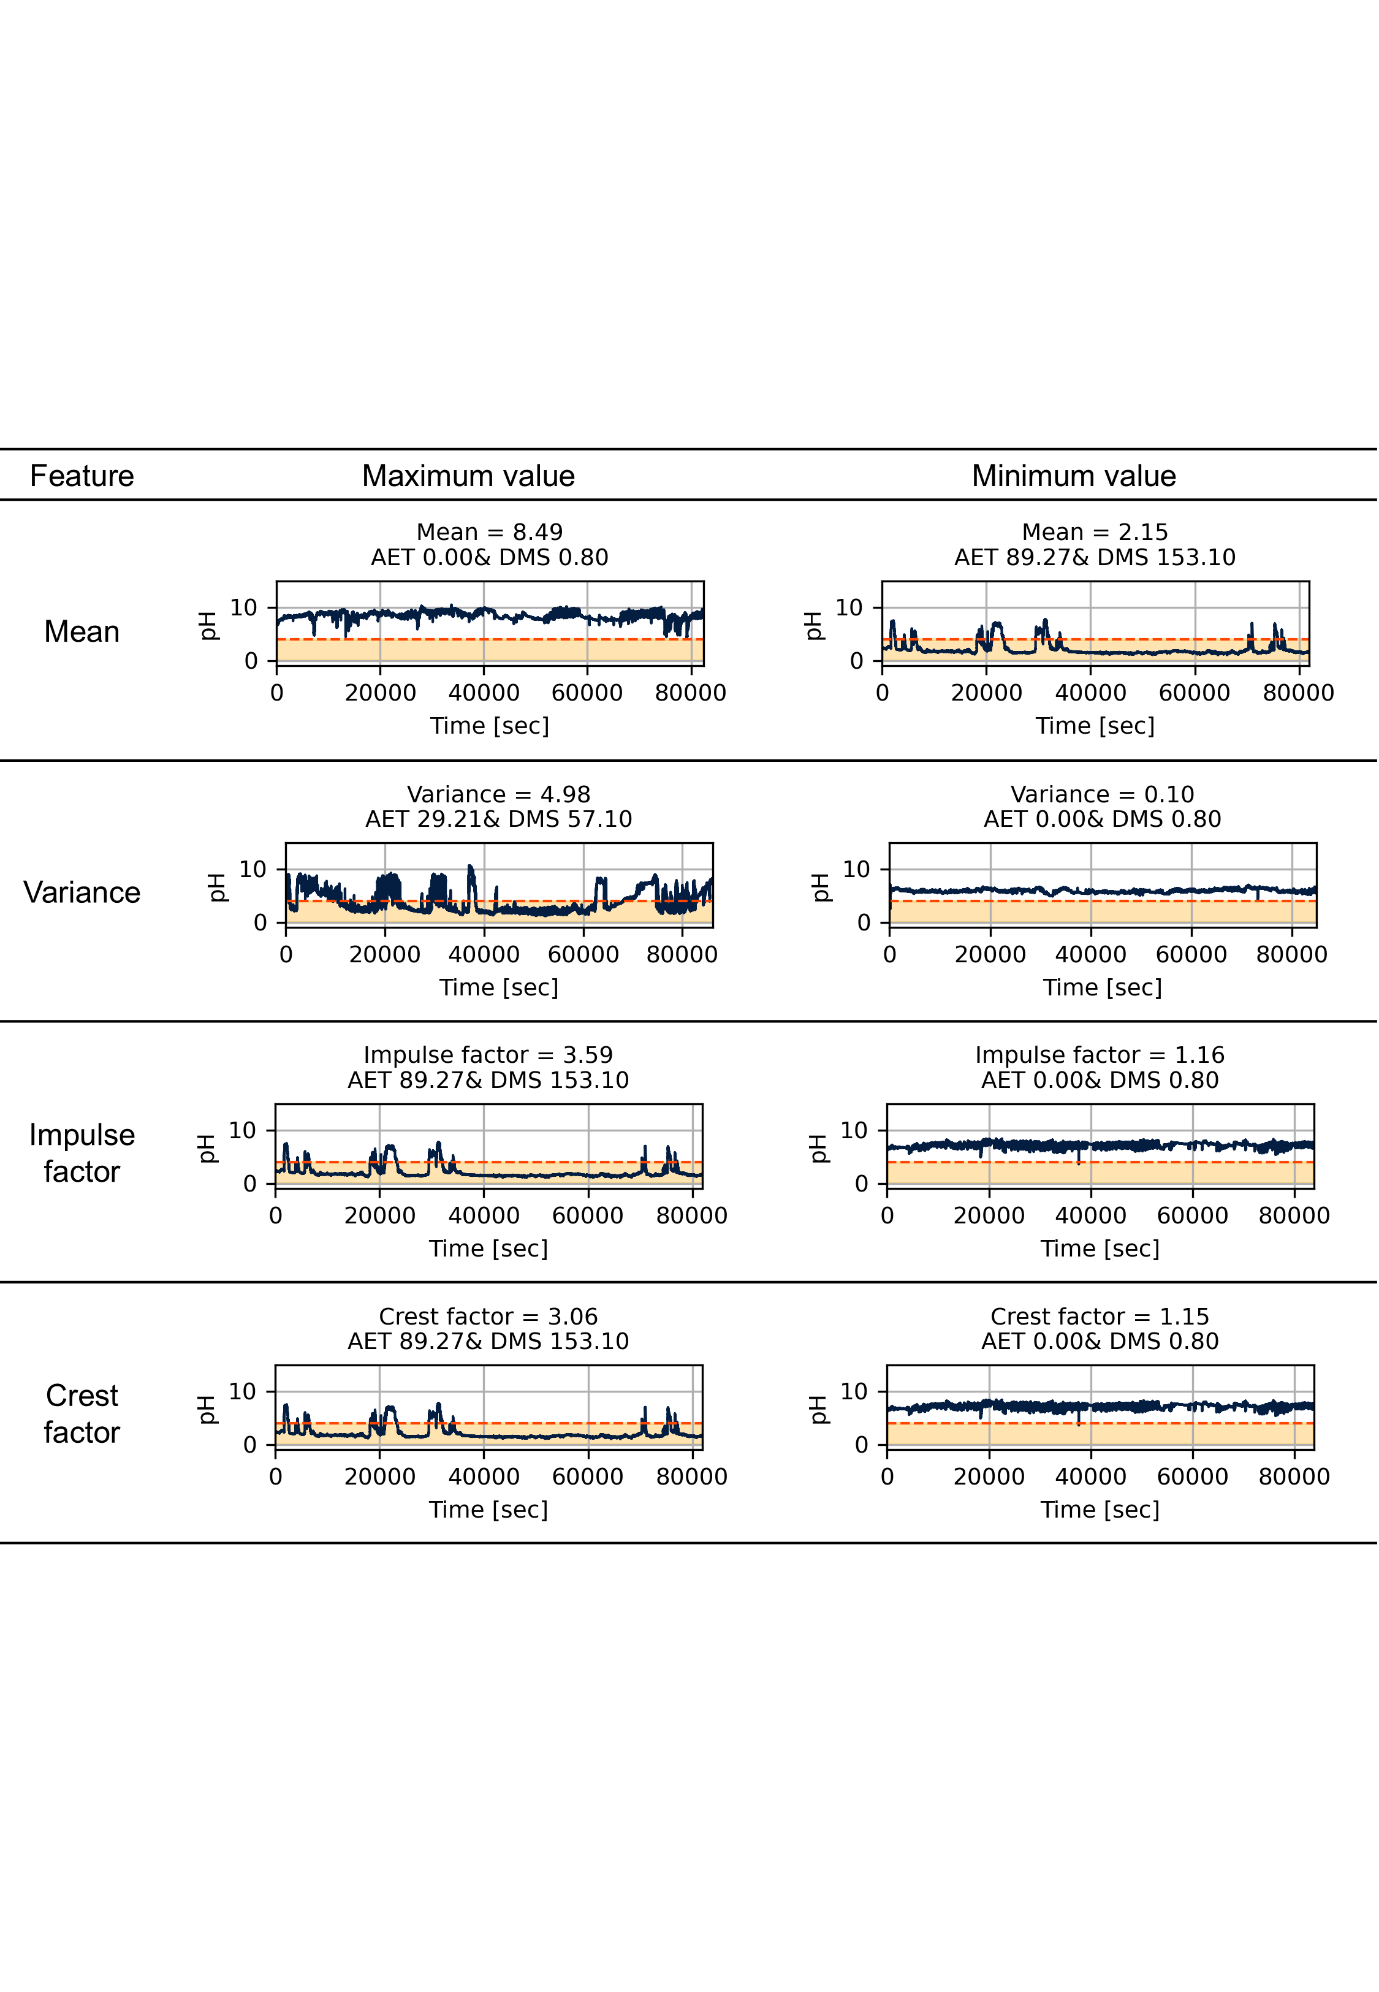 Feature Maximum value Minimum value
Mean
Mean = 8.49
AET 0.00& DMS 0.80
pH
10
0
0 20000 40000 60000 80000
Time [sec]
Mean = 2.15
AET 89.27& DMS 153.10
pH
10
0
0 20000 40000 60000 80000
Time [sec]
Variance
Variance = 4.98
AET 29.21& DMS 57.10
pH
10
0
0 20000 40000 60000 80000
Time [sec]
Variance = 0.10
AET 0.00& DMS 0.80
pH
10
0
0 20000 40000 60000 80000
Time [sec]
Impulse
factor
Impulse factor = 3.59
AET 89.27& DMS 153.10
pH
10
0
0 20000 40000 60000 80000
Time [sec]
Impulse factor = 1.16
AET 0.00& DMS 0.80
pH
10
0
0 20000 40000 60000 80000
Time [sec]
Crest
factor
Crest factor = 3.06
AET 89.27& DMS 153.10
pH
10
0
0 20000 40000 60000 80000
Time [sec]
Crest factor = 1.15
AET 0.00& DMS 0.80
pH
10
0
0 20000 40000 60000 80000
Time [sec]